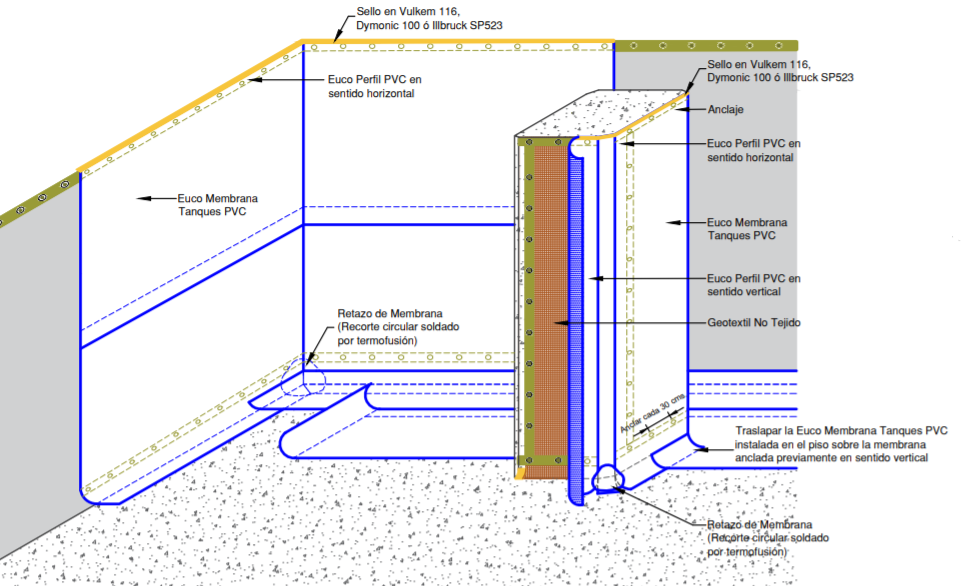 Sello en Vulkem 116,
Dymonic 100 ó Illbruck SP523
Euco Perfil PVC en
sentido horizontal
Sello en Vulkem 116,
Dymonic 100 ó Illbruck SP523
Anclaje
Euco Perfil PVC en
sentido horizontal
Euco Membrana
Tanques PVC
Euco Membrana
Tanques PVC
Euco Perfil PVC en
sentido vertical
Retazo de Membrana
(Recorte circular soldado
por termofusión)
Geotextil No Tejido
Anclar cada 30 cms.
Traslapar la Euco Membrana Tanques PVC
instalada en el piso sobre la membrana
anclada previamente en sentido vertical
Retazo de Membrana
(Recorte circular soldado
por termofusión)